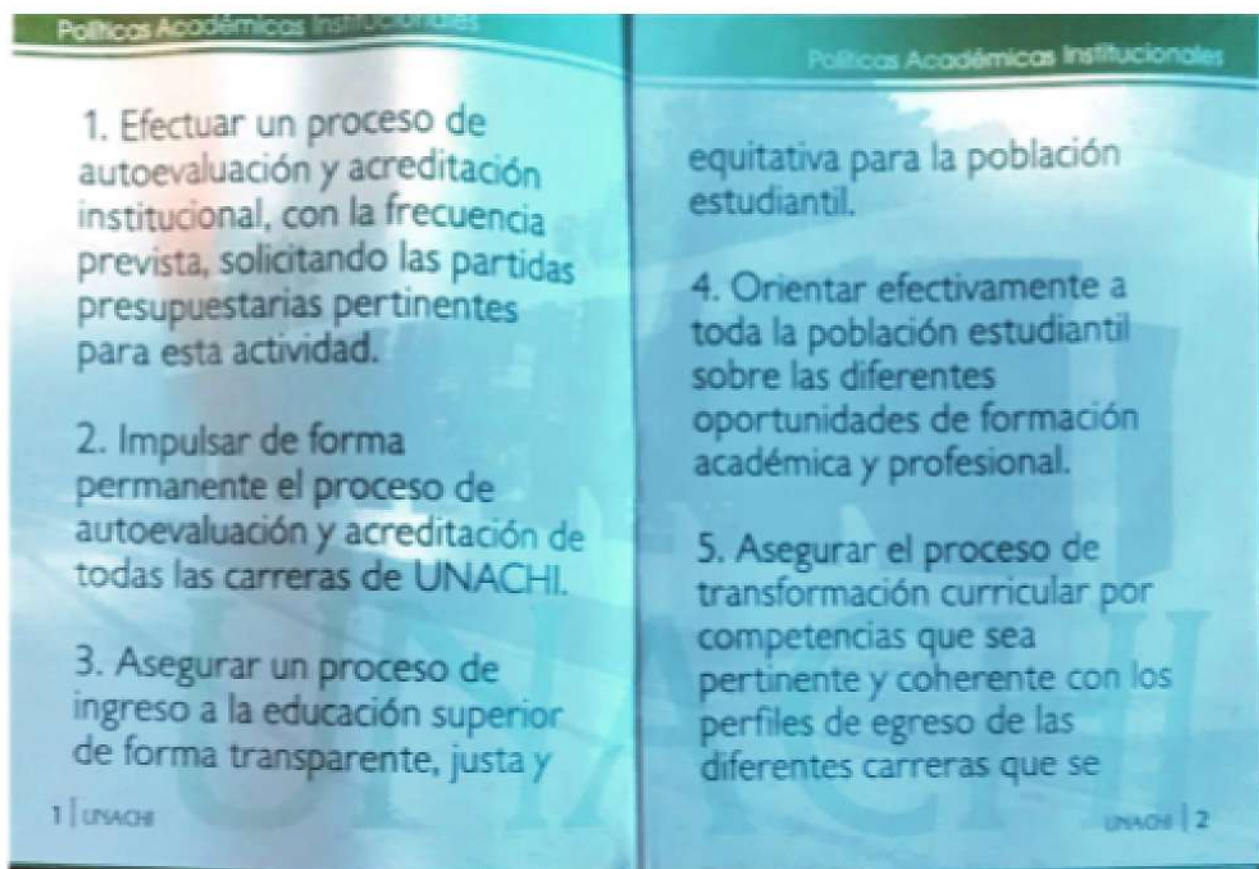 Políticas Académicas Institucionales
1. Efectuar un proceso de
autoevaluación y acreditación
institucional, con la frecuencia
prevista, solicitando las partidas
presupuestarias pertinentes
para esta actividad.
2. Impulsar de forma
permanente el proceso de
autoevaluación y acreditación de
todas las carreras de UNACHI.
3. Asegurar un proceso de
ingreso a la educación superior
de forma transparente, justa y
1 | UNACHI
Políticas Académicas Institucionales
equitativa para la población
estudiantil.
4. Orientar efectivamente a
toda la población estudiantil
sobre las diferentes
oportunidades de formación
académica y profesional.
5. Asegurar el proceso de
transformación curricular por
competencias que sea
pertinente y coherente con los
perfiles de egreso de las
diferentes carreras que se
UNACHI | 2
UNACHI